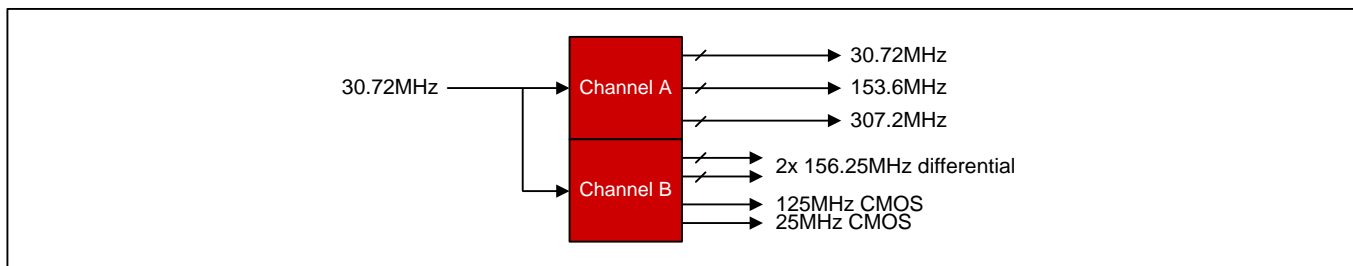 30.72MHz
Channel A
30.72MHz
153.6MHz
307.2MHz
Channel B
2x 156.25MHz differential
125MHz CMOS
25MHz CMOS